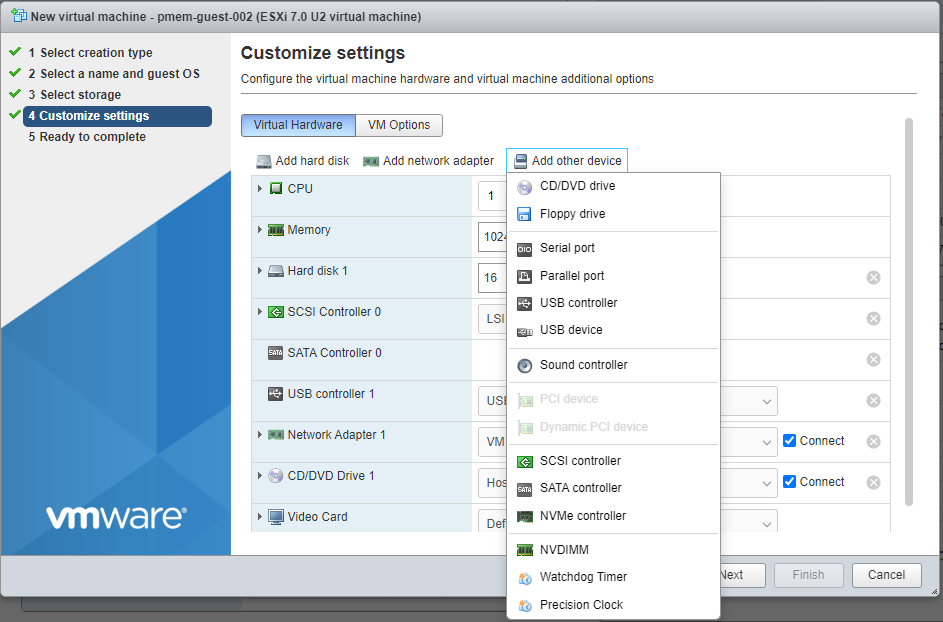 New virtual machine - pmem-guest-002 (ESXi 7.0 U2 virtual machine)
1 Select creation type
2 Select a name and guest OS
3 Select storage
4 Customize settings
5 Ready to complete
vmware®
Customize settings
Configure the virtual machine hardware and virtual machine additional options
Virtual Hardware
VM Options
Add hard disk
Add network adapter
Add other device
CPU
1
Memory
1024
Hard disk 1
16
SCSI Controller 0
LSI
SATA Controller 0
USB controller 1
USB
Network Adapter 1
VM
Connect
CD/DVD Drive 1
Hos
Connect
Video Card
Def
CD/DVD drive
Floppy drive
Serial port
Parallel port
USB controller
USB device
Sound controller
PCI device
Dynamic PCI device
SCSI controller
SATA controller
NVMe controller
NVDIMM
Watchdog Timer
Precision Clock
Next
Finish
Cancel